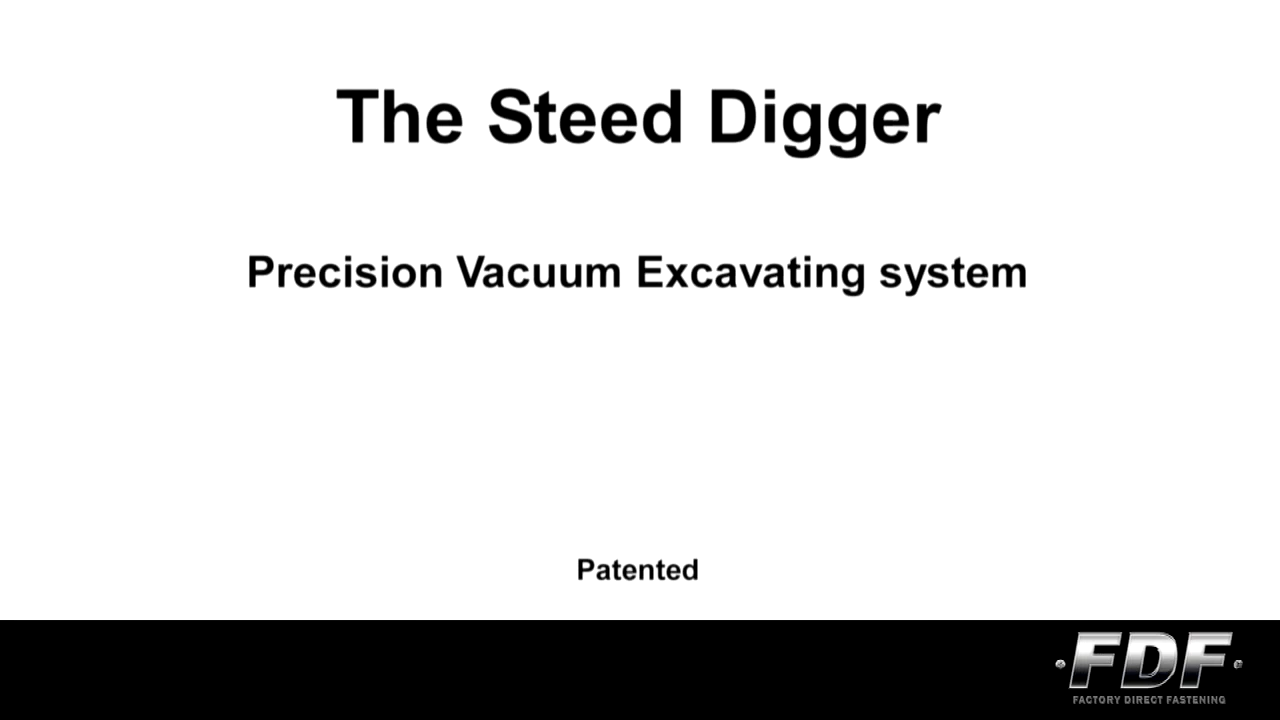 The Steed Digger
Precision Vacuum Excavating system
Patented
FDF
FACTORY DIRECT FASTENING